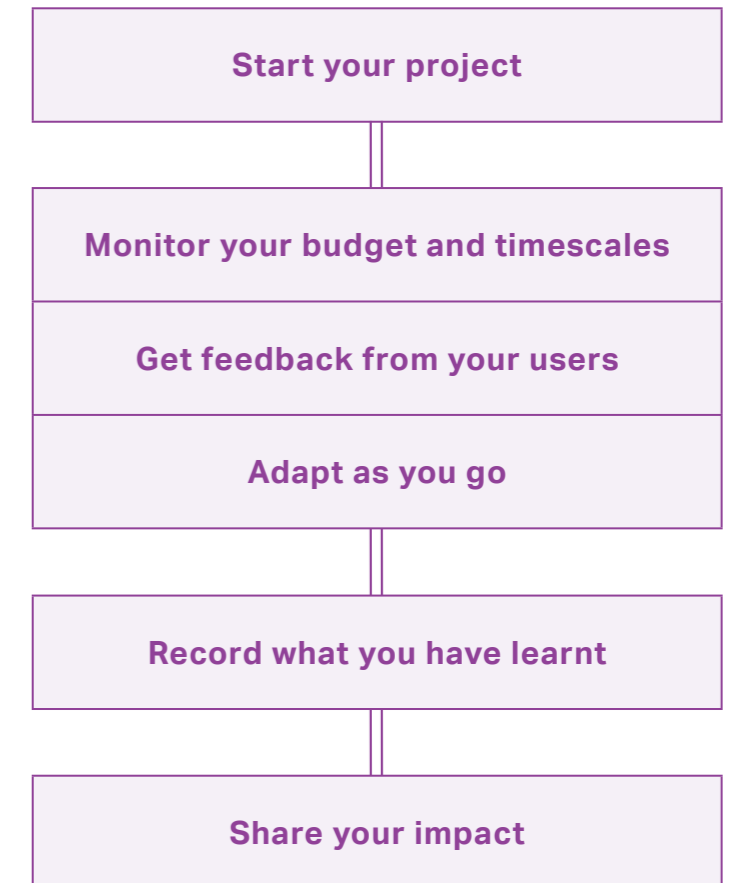 Start your project
Monitor your budget and timescales
Get feedback from your users
Adapt as you go
Record what you have learnt
Share your impact